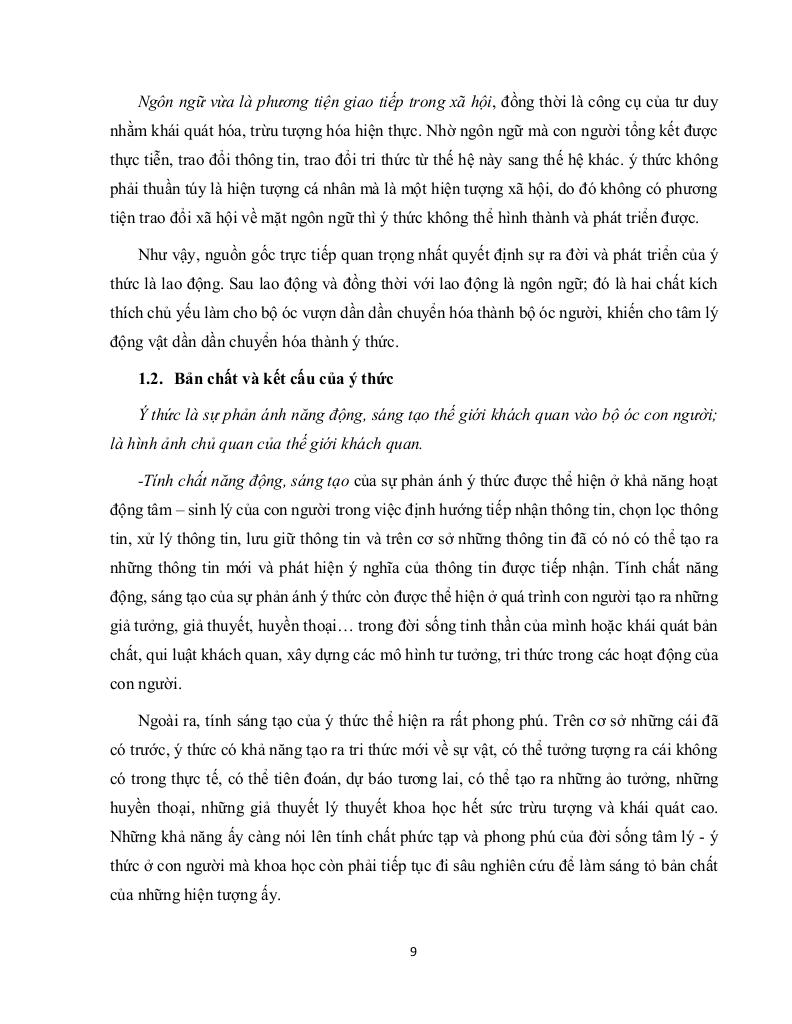 Ngôn ngữ vừa là phương tiện giao tiếp trong xã hội, đồng thời là công cụ của tư duy
nhằm khái quát hóa, trừu tượng hóa hiện thực. Nhờ ngôn ngữ mà con người tổng kết được
thực tiễn, trao đổi thông tin, trao đổi tri thức từ thế hệ này sang thế hệ khác. ý thức không
phải thuần túy là hiện tượng cá nhân mà là một hiện tượng xã hội, do đó không có phương
tiện trao đổi xã hội về mặt ngôn ngữ thì ý thức không thể hình thành và phát triển được.
Như vậy, nguồn gốc trực tiếp quan trọng nhất quyết định sự ra đời và phát triển của ý
thức là lao động. Sau lao động và đồng thời với lao động là ngôn ngữ; đó là hai chất kích
thích chủ yếu làm cho bộ óc vượn dần dần chuyển hóa thành bộ óc người, khiến cho tâm lý
động vật dần dần chuyển hóa thành ý thức.
1.2. Bản chất và kết cấu của ý thức
Ý thức là sự phản ánh năng động, sáng tạo thế giới khách quan vào bộ óc con người;
là hình ảnh chủ quan của thế giới khách quan.
-Tính chất năng động, sáng tạo của sự phản ánh ý thức được thể hiện ở khả năng hoạt
động tâm – sinh lý của con người trong việc định hướng tiếp nhận thông tin, chọn lọc thông
tin, xử lý thông tin, lưu giữ thông tin và trên cơ sở những thông tin đã có nó có thể tạo ra
những thông tin mới và phát hiện ý nghĩa của thông tin được tiếp nhận. Tính chất năng
động, sáng tạo của sự phản ánh ý thức còn được thể hiện ở quá trình con người tạo ra những
giả tưởng, giả thuyết, huyền thoại… trong đời sống tinh thần của mình hoặc khái quát bản
chất, qui luật khách quan, xây dựng các mô hình tư tưởng, tri thức trong các hoạt động của
con người.
Ngoài ra, tính sáng tạo của ý thức thể hiện ra rất phong phú. Trên cơ sở những cái đã
có trước, ý thức có khả năng tạo ra tri thức mới về sự vật, có thể tưởng tượng ra cái không
có trong thực tế, có thể tiên đoán, dự báo tương lai, có thể tạo ra những ảo tưởng, những
huyền thoại, những giả thuyết lý thuyết khoa học hết sức trừu tượng và khái quát cao.
Những khả năng ấy càng nói lên tính chất phức tạp và phong phú của đời sống tâm lý - ý
thức ở con người mà khoa học còn phải tiếp tục đi sâu nghiên cứu để làm sáng tỏ bản chất
của những hiện tượng ấy.
9